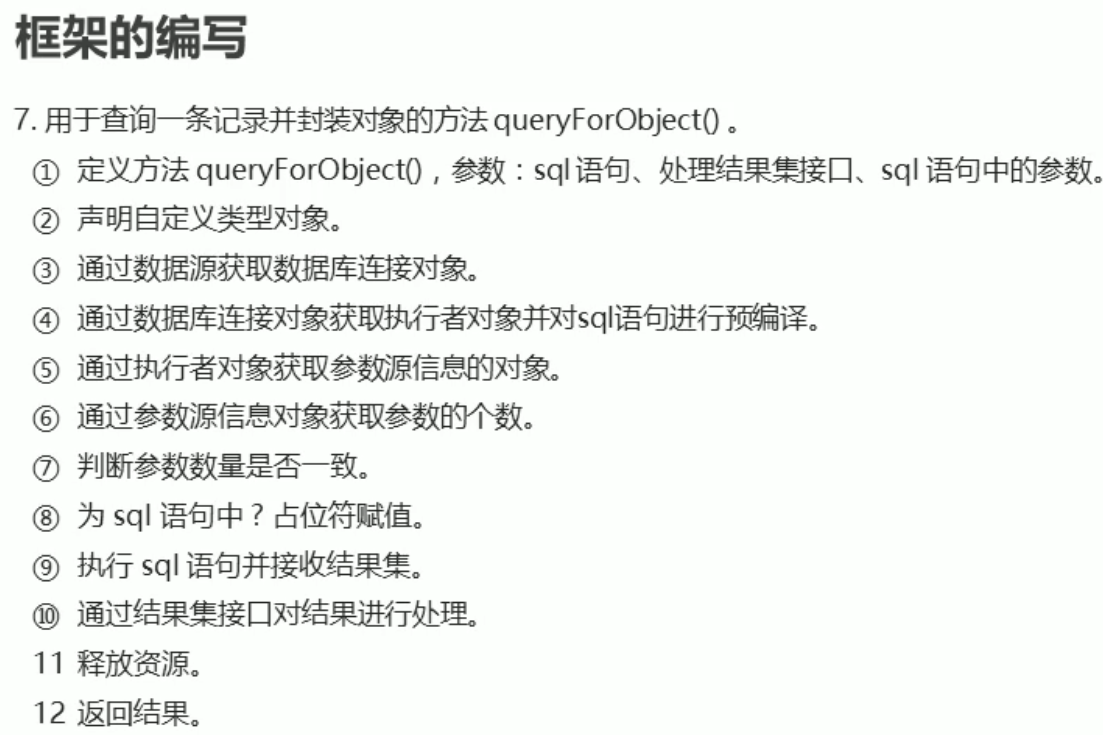 框架的编写
7. 用于查询一条记录并封装对象的方法 queryForObject() 。
① 定义方法 queryForObject()，参数：sql 语句、处理结果集接口、sql 语句中的参数。
② 声明自定义类型对象。
③ 通过数据源获取数据库连接对象。
④ 通过数据库连接对象获取执行者对象并对sql语句进行预编译。
⑤ 通过执行者对象获取参数源信息的对象。
⑥ 通过参数源信息对象获取参数的个数。
⑦ 判断参数数量是否一致。
⑧ 为 sql 语句中？占位符赋值。
⑨ 执行 sql 语句并接收结果集。
⑩ 通过结果集接口对结果进行处理。
11 释放资源。
12 返回结果。